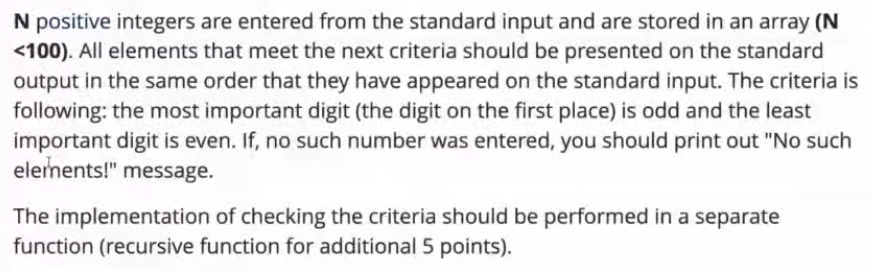 N positive integers are entered from the standard input and are stored in an array (N
<100). All elements that meet the next criteria should be presented on the standard
output in the same order that they have appeared on the standard input. The criteria is
following: the most important digit (the digit on the first place) is odd and the least
important digit is even. If, no such number was entered, you should print out "No such
elements!" message.
The implementation of checking the criteria should be performed in a separate
function (recursive function for additional 5 points).